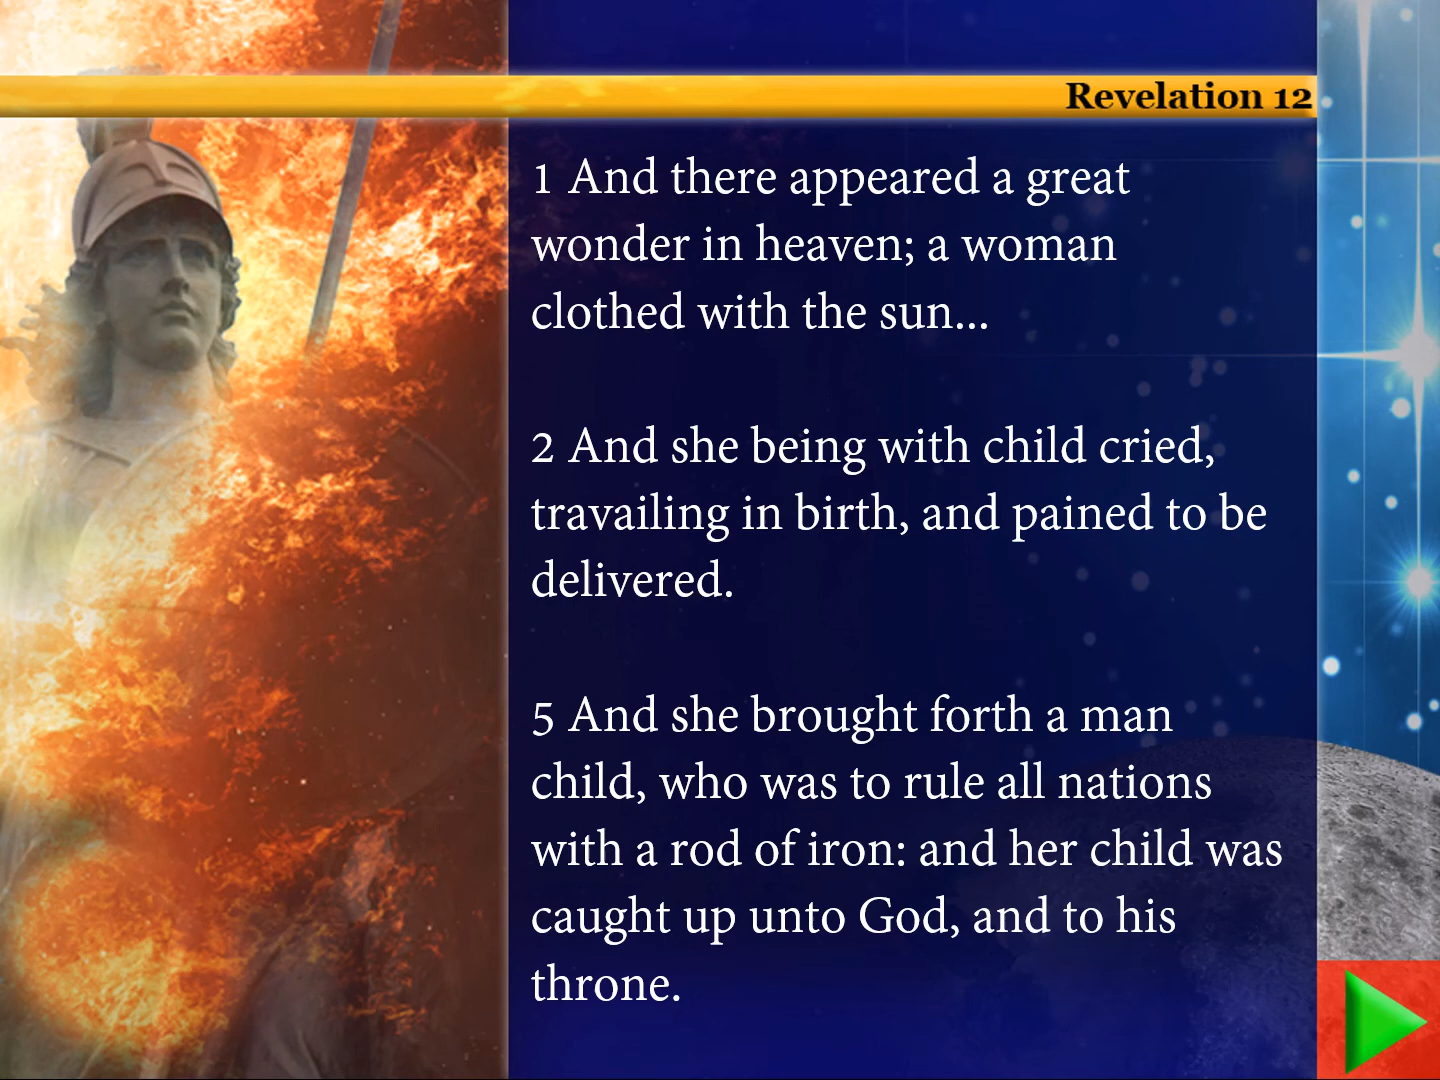 Revelation 12
1 And there appeared a great
wonder in heaven; a woman
clothed with the sun...
2 And she being with child cried,
travailing in birth, and pained to be
delivered.
5 And she brought forth a man
child, who was to rule all nations
with a rod of iron: and her child was
caught up unto God, and to his
throne.